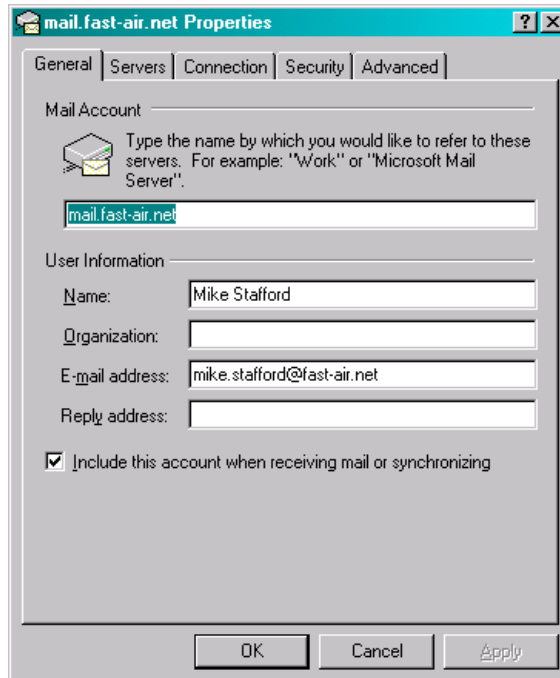 mail.fast-air.net Properties
General Servers Connection Security Advanced
Mail Account
Type the name by which you would like to refer to these
servers. For example: "Work" or "Microsoft Mail
Server".
mail.fast-air.net
User Information
Name: Mike Stafford
Organization:
E-mail address: mike.stafford@fast-air.net
Reply address:
Include this account when receiving mail or synchronizing
OK Cancel Apply